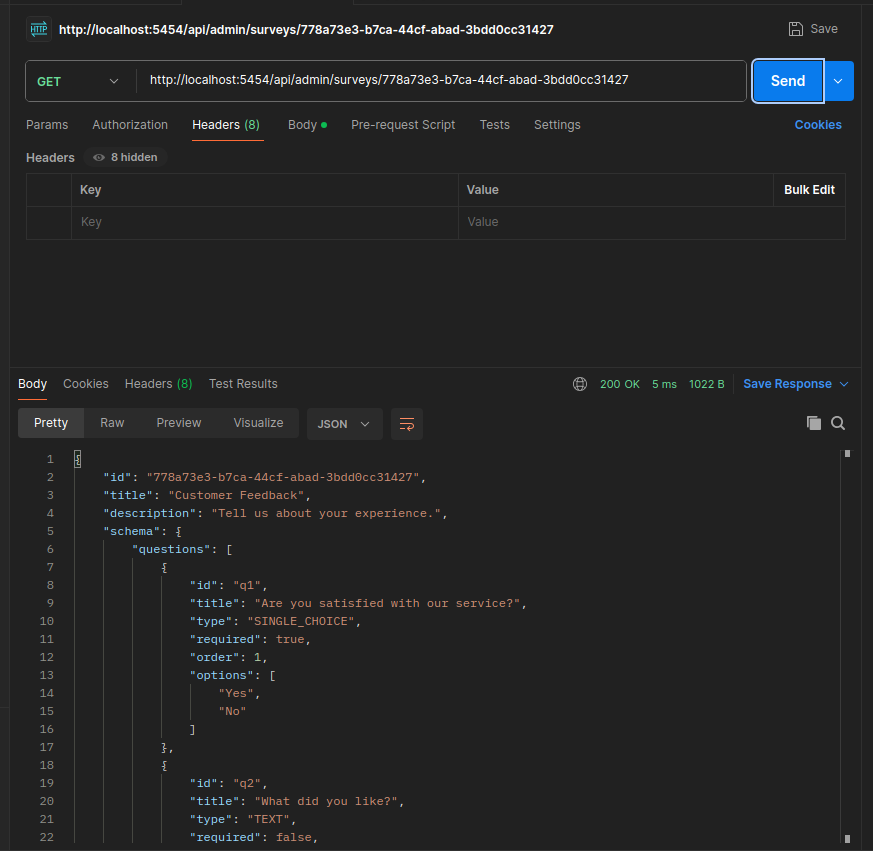 HTTP http://localhost:5454/api/admin/surveys/778a73e3-b7ca-44cf-abad-3bdd0cc31427 Save
GET http://localhost:5454/api/admin/surveys/778a73e3-b7ca-44cf-abad-3bdd0cc31427 Send
Params Authorization Headers (8) Body Pre-request Script Tests Settings Cookies
Headers 8 hidden
Key Value Bulk Edit
Key Value
Body Cookies Headers (8) Test Results 200 OK 5 ms 1022 B Save Response
Pretty Raw Preview Visualize JSON
1 {
2 "id": "778a73e3-b7ca-44cf-abad-3bdd0cc31427",
3 "title": "Customer Feedback",
4 "description": "Tell us about your experience.",
5 "schema": {
6 "questions": [
7 {
8 "id": "q1",
9 "title": "Are you satisfied with our service?",
10 "type": "SINGLE_CHOICE",
11 "required": true,
12 "order": 1,
13 "options": [
14 "Yes",
15 "No"
16 ]
17 },
18 {
19 "id": "q2",
20 "title": "What did you like?",
21 "type": "TEXT",
22 "required": false,